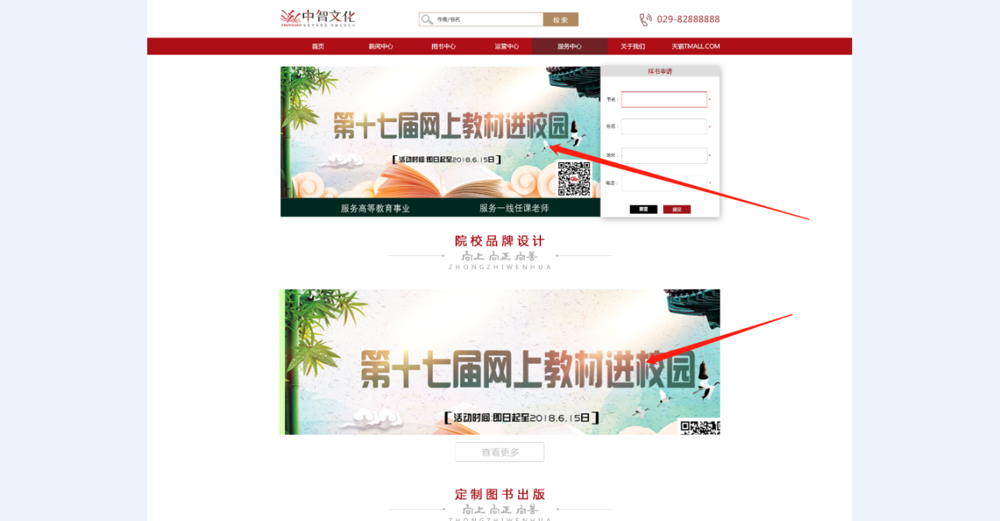 中智文化
ZHONGZHI
作者/书名
检索
029-82888888
首页
新闻中心
图书中心
运营中心
服务中心
关于我们
天猫TMALL.COM
第十七届网上教材进校园
【活动时间:即日起至2018.6.15日】
服务高等教育事业
服务一线任课老师
样书申请
书名：
*
姓名：
*
地址：
*
电话：
*
重置
提交
院校品牌设计
向上 向正 向善
ZHONGZHIWENHUA
第十七届网上教材进校园
【活动时间:即日起至2018.6.15日】
查看更多
定制图书出版
向上 向正 向善
ZHONGZHIWENHUA